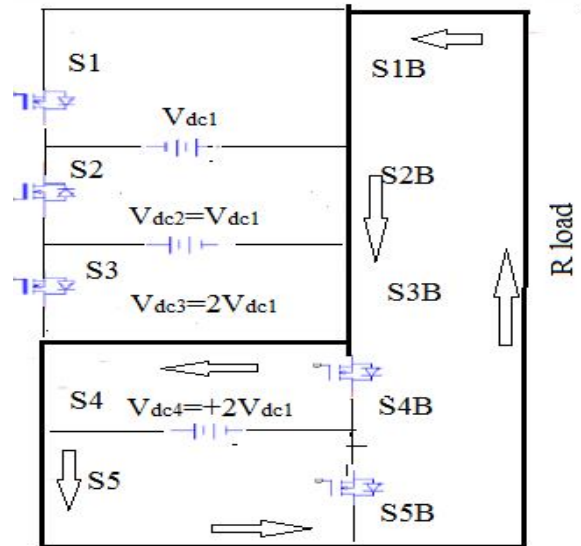 S1
S1B
Vdc1
S2
S2B
Vdc2=Vdc1
S3
S3B
Vdc3=2Vdc1
R load
S4
Vdc4=+2Vdc1
S4B
S5
S5B